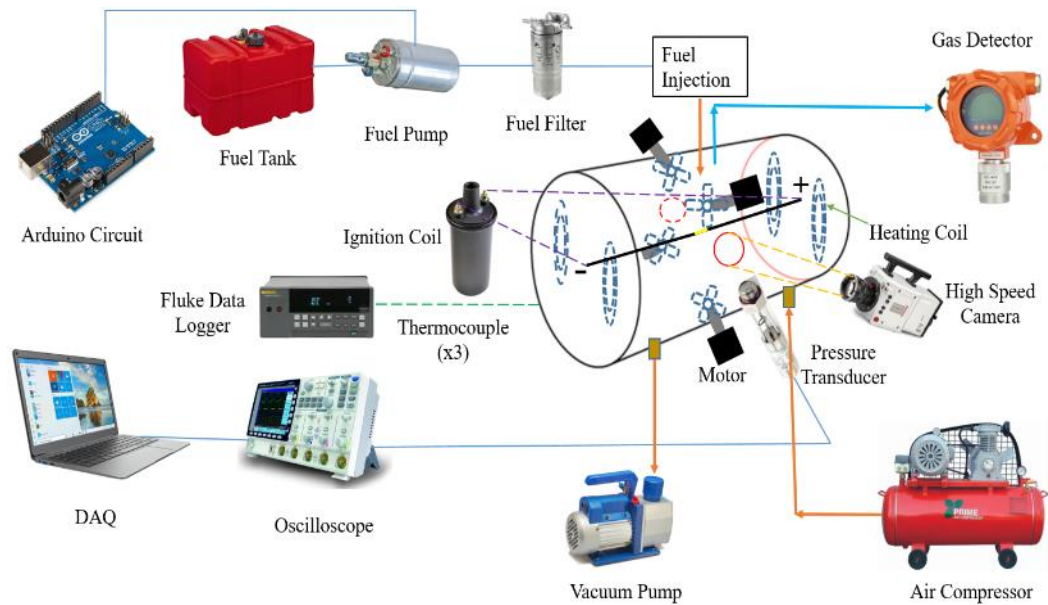 Gas Detector
Fuel
Injection
Fuel Filter
Fuel Pump
Fuel Tank
Arduino Circuit
Ignition Coil
+
-
Heating Coil
High Speed
Camera
Fluke Data
Logger
Thermocouple
(x3)
Motor
Pressure
Transducer
DAQ
Oscilloscope
PRIME
Vacuum Pump
Air Compressor